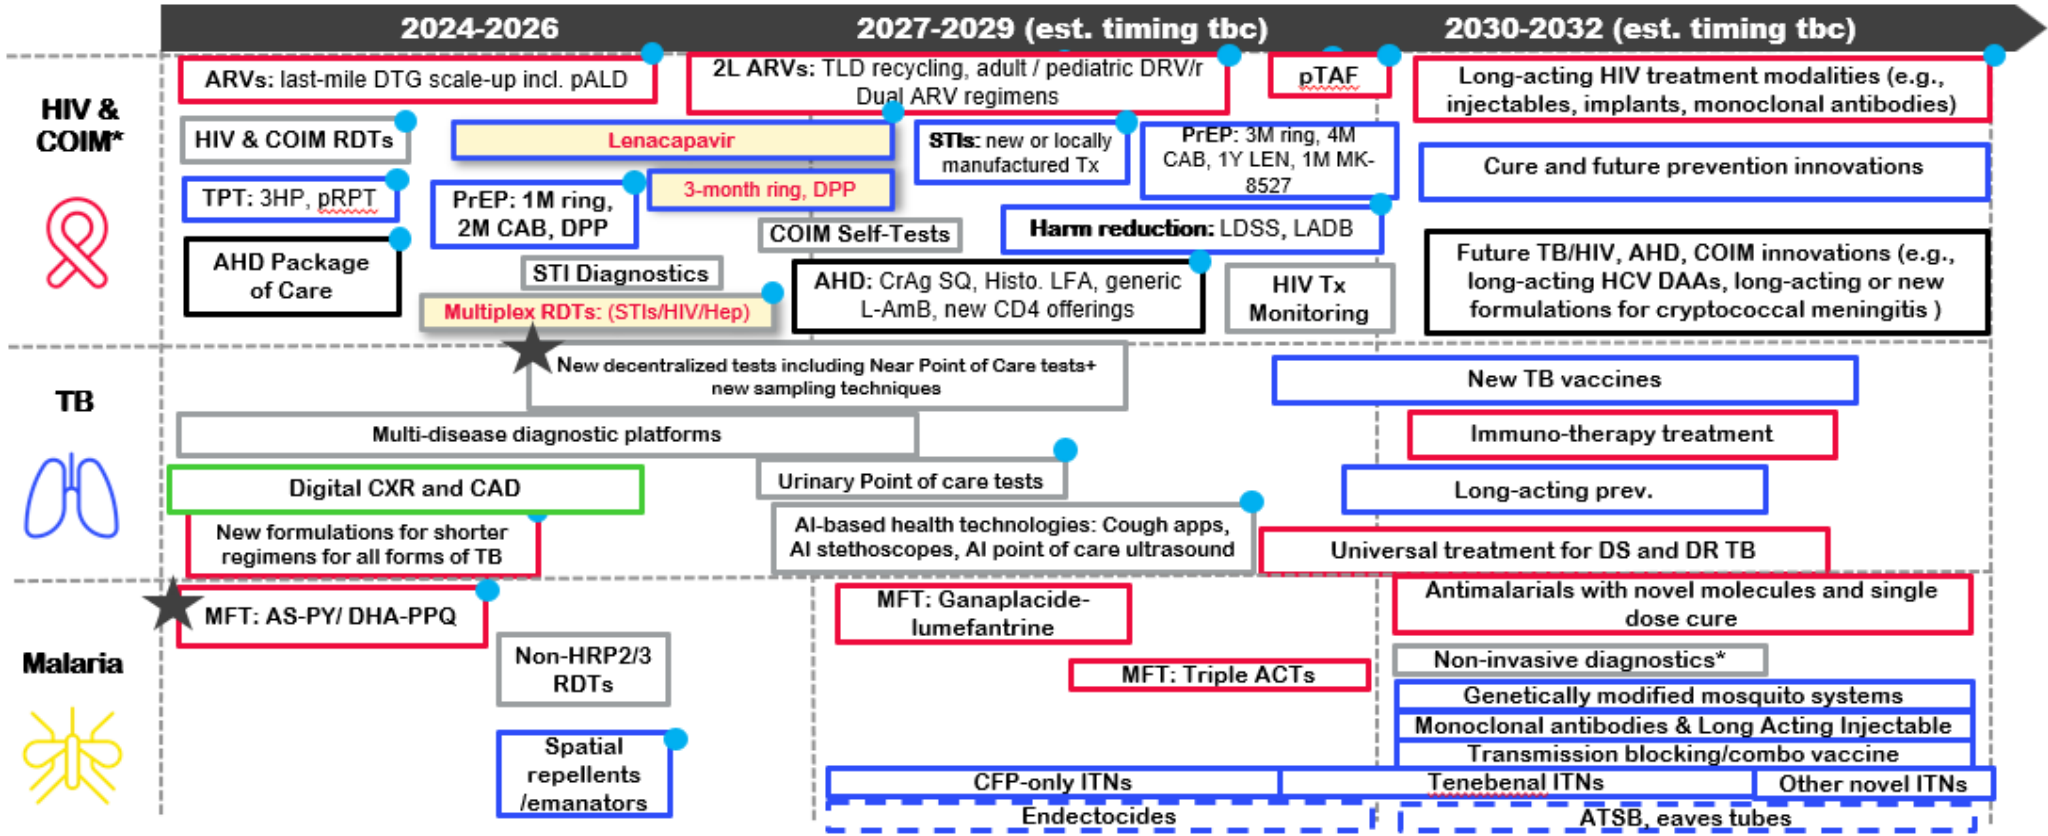 2024-2026
2027-2029 (est. timing tbc)
2030-2032 (est. timing tbc)
HIV &
COIM*
ARVs: last-mile DTG scale-up incl. pALD
2L ARVs: TLD recycling, adult / pediatric DRV/r
Dual ARV regimens
pTAF
Long-acting HIV treatment modalities (e.g.,
injectables, implants, monoclonal antibodies)
HIV & COIM RDTs
Lenacapavir
STIs: new or locally
manufactured Tx
PrEP: 3M ring, 4M
CAB, 1Y LEN, 1M MK-
8527
Cure and future prevention innovations
TPT: 3HP, pRPT
PrEP: 1M ring,
2M CAB, DPP
3-month ring, DPP
COIM Self-Tests
Harm reduction: LDSS, LADB
AHD Package
of Care
STI Diagnostics
Multiplex RDTs: (STIs/HIV/Hep)
AHD: CrAg SQ, Histo. LFA, generic
L-AmB, new CD4 offerings
HIV Tx
Monitoring
Future TB/HIV, AHD, COIM innovations (e.g.,
long-acting HCV DAAs, long-acting or new
formulations for cryptococcal meningitis )
TB
New decentralized tests including Near Point of Care tests+
new sampling techniques
New TB vaccines
Multi-disease diagnostic platforms
Immuno-therapy treatment
Digital CXR and CAD
Urinary Point of care tests
Long-acting prev.
New formulations for shorter
regimens for all forms of TB
AI-based health technologies: Cough apps,
AI stethoscopes, AI point of care ultrasound
Universal treatment for DS and DR TB
Malaria
MFT: AS-PY/ DHA-PPQ
MFT: Ganaplacide-
lumefantrine
Antimalarials with novel molecules and single
dose cure
Non-HRP2/3
RDTs
MFT: Triple ACTs
Non-invasive diagnostics*
Genetically modified mosquito systems
Monoclonal antibodies & Long Acting Injectable
Transmission blocking/combo vaccine
Spatial
repellents
/emanators
CFP-only ITNs
Tenebenal ITNs
Other novel ITNs
Endectocides
ATSB, eaves tubes